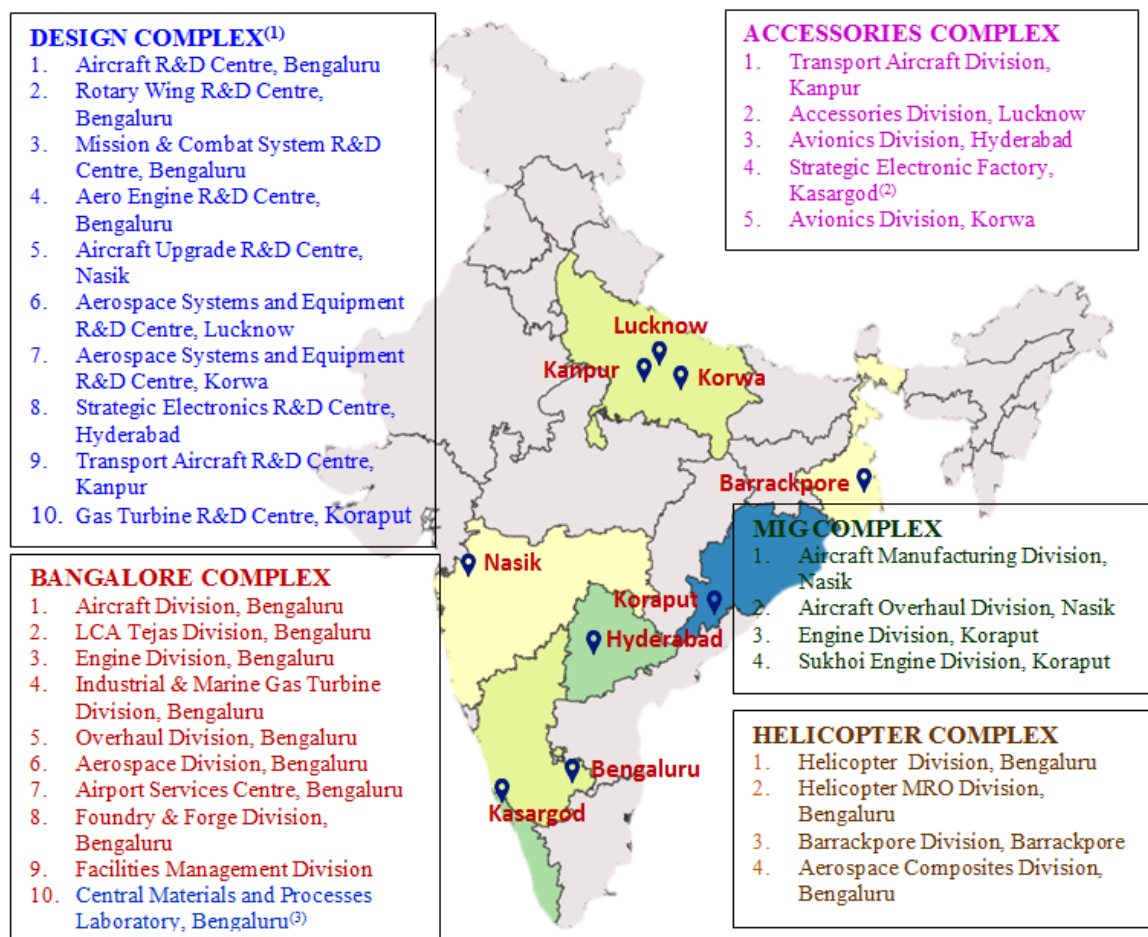 DESIGN COMPLEX(1)
1. Aircraft R&D Centre, Bengaluru
2. Rotary Wing R&D Centre,
Bengaluru
3. Mission & Combat System R&D
Centre, Bengaluru
4. Aero Engine R&D Centre,
Bengaluru
5. Aircraft Upgrade R&D Centre,
Nasik
6. Aerospace Systems and Equipment
R&D Centre, Lucknow
7. Aerospace Systems and Equipment
R&D Centre, Korwa
8. Strategic Electronics R&D Centre,
Hyderabad
9. Transport Aircraft R&D Centre,
Kanpur
10. Gas Turbine R&D Centre, Koraput
ACCESSORIES COMPLEX
1. Transport Aircraft Division,
Kanpur
2. Accessories Division, Lucknow
3. Avionics Division, Hyderabad
4. Strategic Electronic Factory,
Kasargod(2)
5. Avionics Division, Korwa
Lucknow
Kanpur
Korwa
Barrackpore
Nasik
Koraput
Hyderabad
Bengaluru
Kasargod
BANGALORE COMPLEX
1. Aircraft Division, Bengaluru
2. LCA Tejas Division, Bengaluru
3. Engine Division, Bengaluru
4. Industrial & Marine Gas Turbine
Division, Bengaluru
5. Overhaul Division, Bengaluru
6. Aerospace Division, Bengaluru
7. Airport Services Centre, Bengaluru
8. Foundry & Forge Division,
Bengaluru
9. Facilities Management Division
10. Central Materials and Processes
Laboratory, Bengaluru(3)
MIG COMPLEX
1. Aircraft Manufacturing Division,
Nasik
2. Aircraft Overhaul Division, Nasik
3. Engine Division, Koraput
4. Sukhoi Engine Division, Koraput
HELICOPTER COMPLEX
1. Helicopter Division, Bengaluru
2. Helicopter MRO Division,
Bengaluru
3. Barrackpore Division, Barrackpore
4. Aerospace Composites Division,
Bengaluru